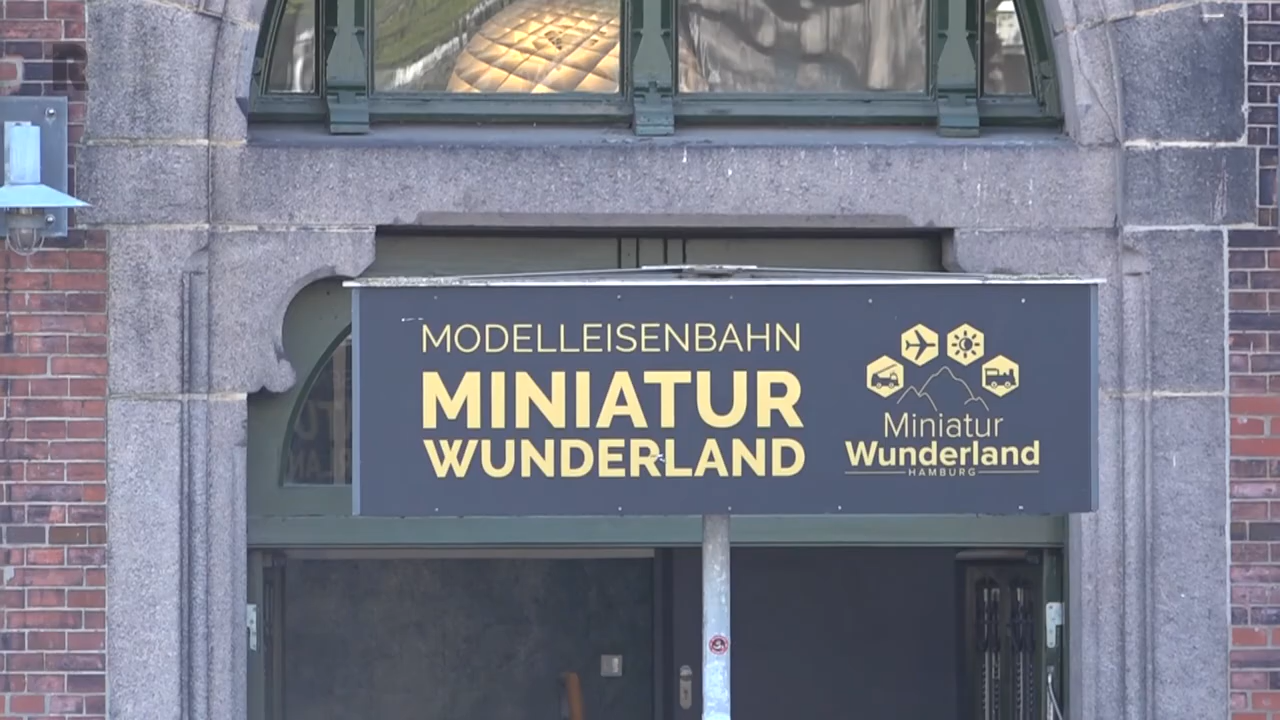 MODELLEISENBAHN
MINIATUR
WUNDERLAND
Miniatur
Wunderland
HAMBURG